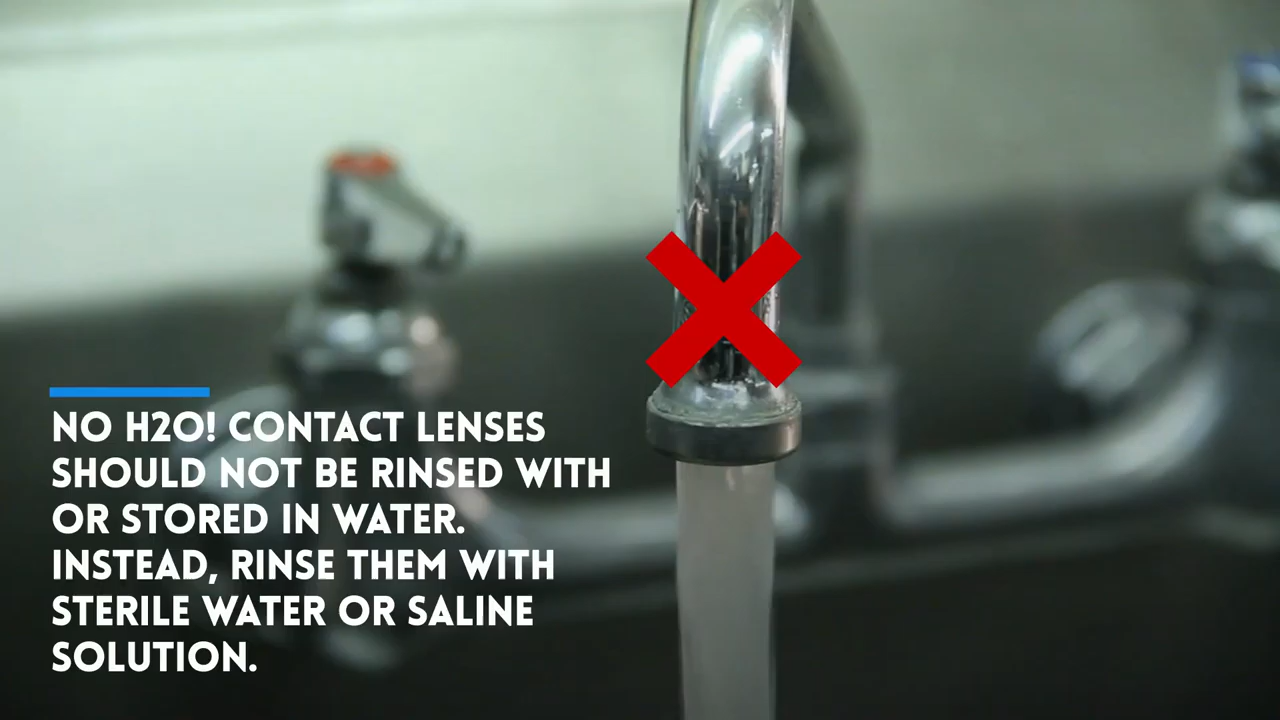 NO H2O! CONTACT LENSES
SHOULD NOT BE RINSED WITH
OR STORED IN WATER.
INSTEAD, RINSE THEM WITH
STERILE WATER OR SALINE
SOLUTION.